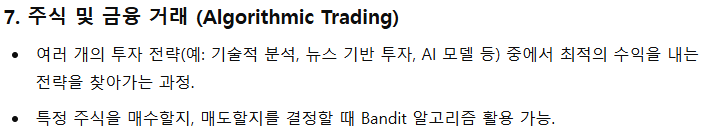 7. 주식 및 금융 거래 (Algorithmic Trading)
• 여러 개의 투자 전략(예: 기술적 분석, 뉴스 기반 투자, AI 모델 등) 중에서 최적의 수익을 내는
전략을 찾아가는 과정.
• 특정 주식을 매수할지, 매도할지를 결정할 때 Bandit 알고리즘 활용 가능.